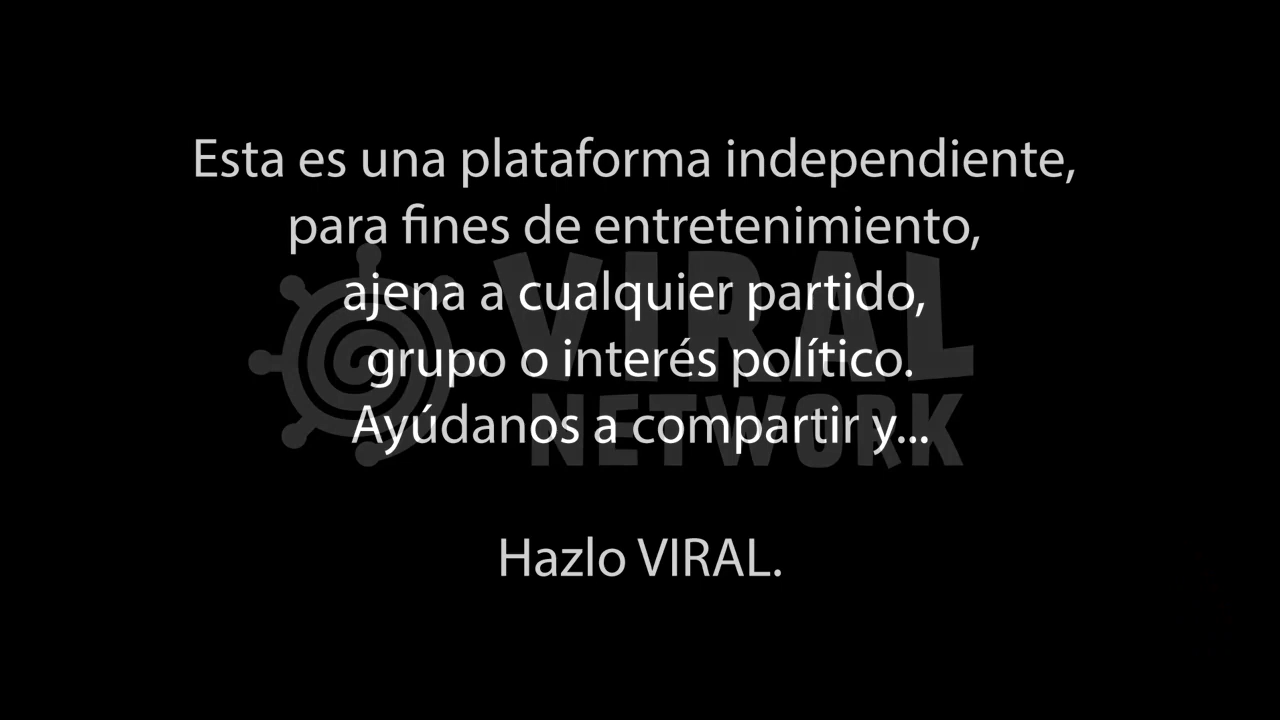 Esta es una plataforma independiente,
para fines de entretenimiento,
ajena a cualquier partido,
grupo o interés político.
Ayúdanos a compartir y...
Hazlo VIRAL.
VIRAL
NETWORK